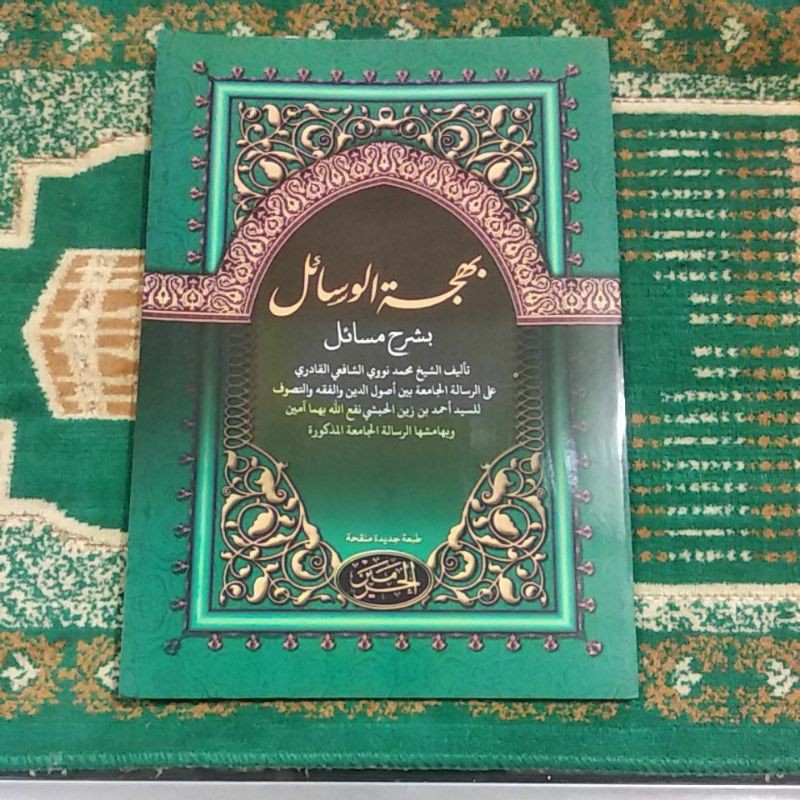 بهجة الوسائل
بشرح مسائل
تأليف الشيخ محمد نووي الشافعي القادري
على الرسالة الجامعة بين أصول الدين والفقه والتصوف
للسيد أحمد بن زين الحبشي نفع الله بهما آمين
وبهامشها الرسالة الجامعة المذكورة
طبعة جديدة منقحة
الحرمين